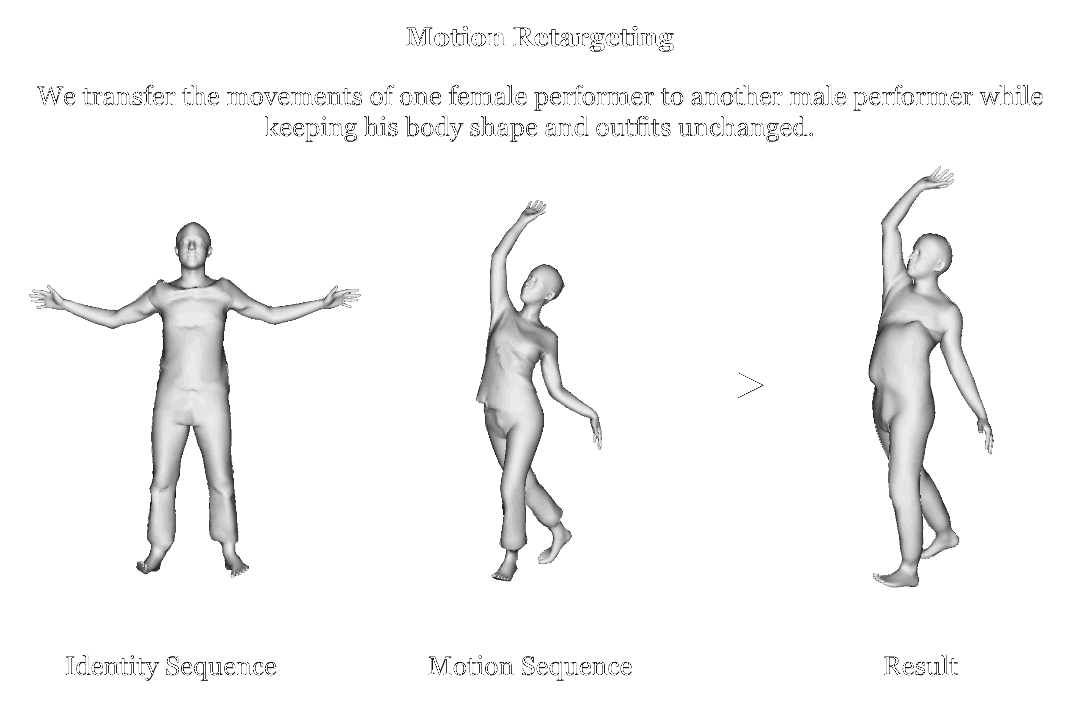 Motion Retargeting
We transfer the movements of one female performer to another male performer while
keeping his body shape and outfits unchanged.
>
Identity Sequence
Motion Sequence
Result